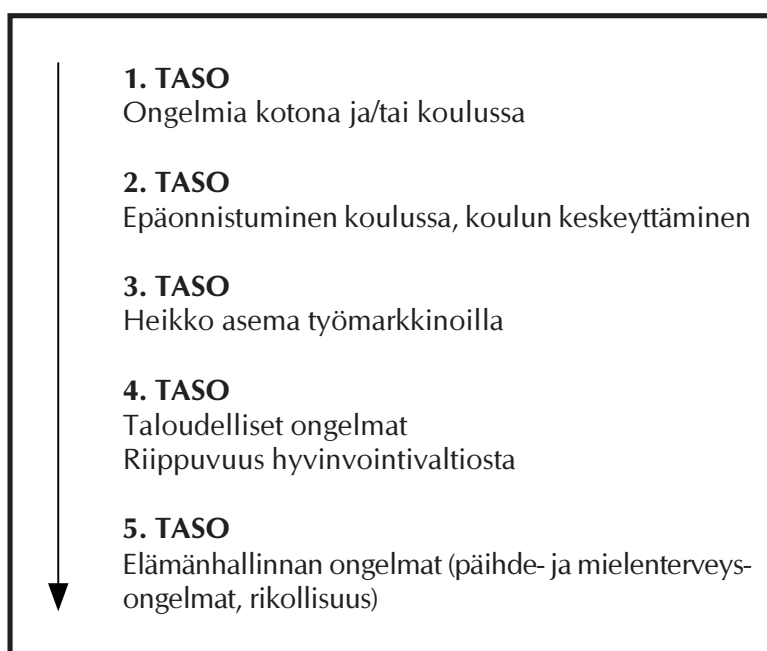 1. TASO
Ongelmia kotona ja/tai koulussa
2. TASO
Epäonnistuminen koulussa, koulun keskeyttäminen
3. TASO
Heikko asema työmarkkinoilla
4. TASO
Taloudelliset ongelmat
Riippuvuus hyvinvointivaltiosta
5. TASO
Elämänhallinnan ongelmat (päihde- ja mielenterveys-
ongelmat, rikollisuus)